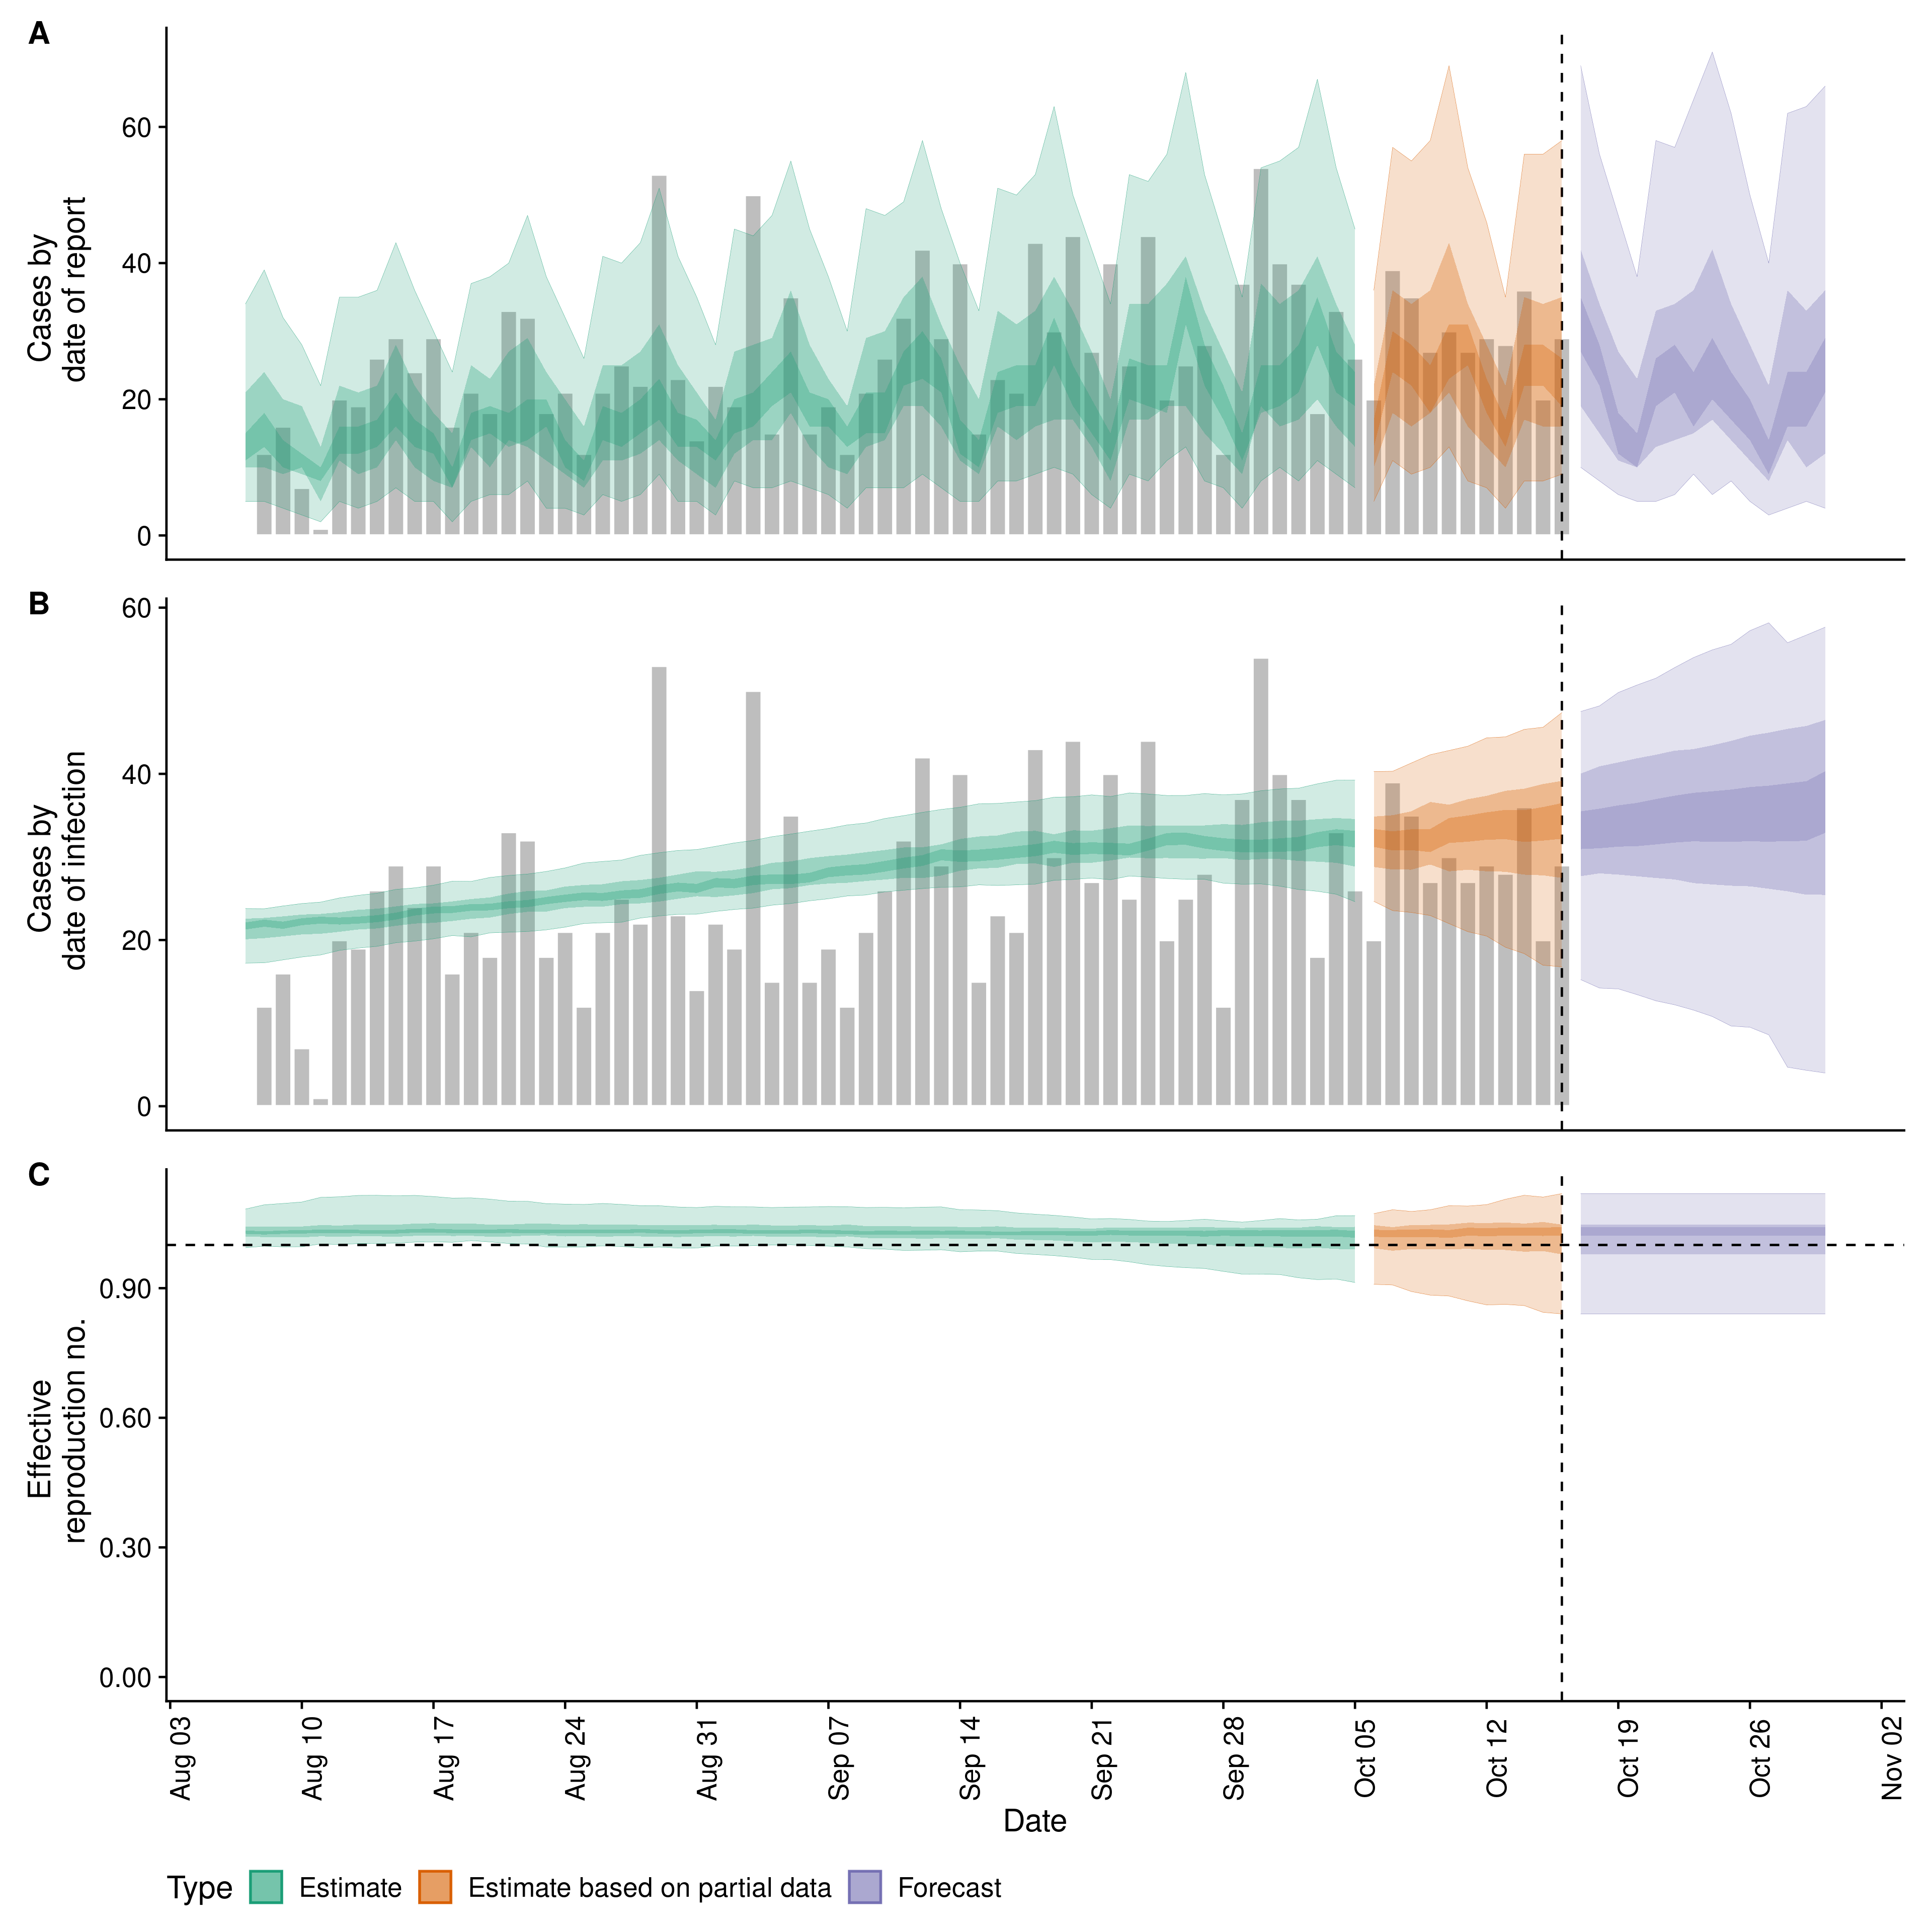 A
Cases by
date of report
60
40
20
0
B
Cases by
date of infection
60
40
20
0
C
Effective
reproduction no.
0.90
0.60
0.30
0.00
Aug 03
Aug 10
Aug 17
Aug 24
Aug 31
Sep 07
Sep 14
Sep 21
Sep 28
Oct 05
Oct 12
Oct 19
Oct 26
Nov 02
Date
Type Estimate Estimate based on partial data Forecast